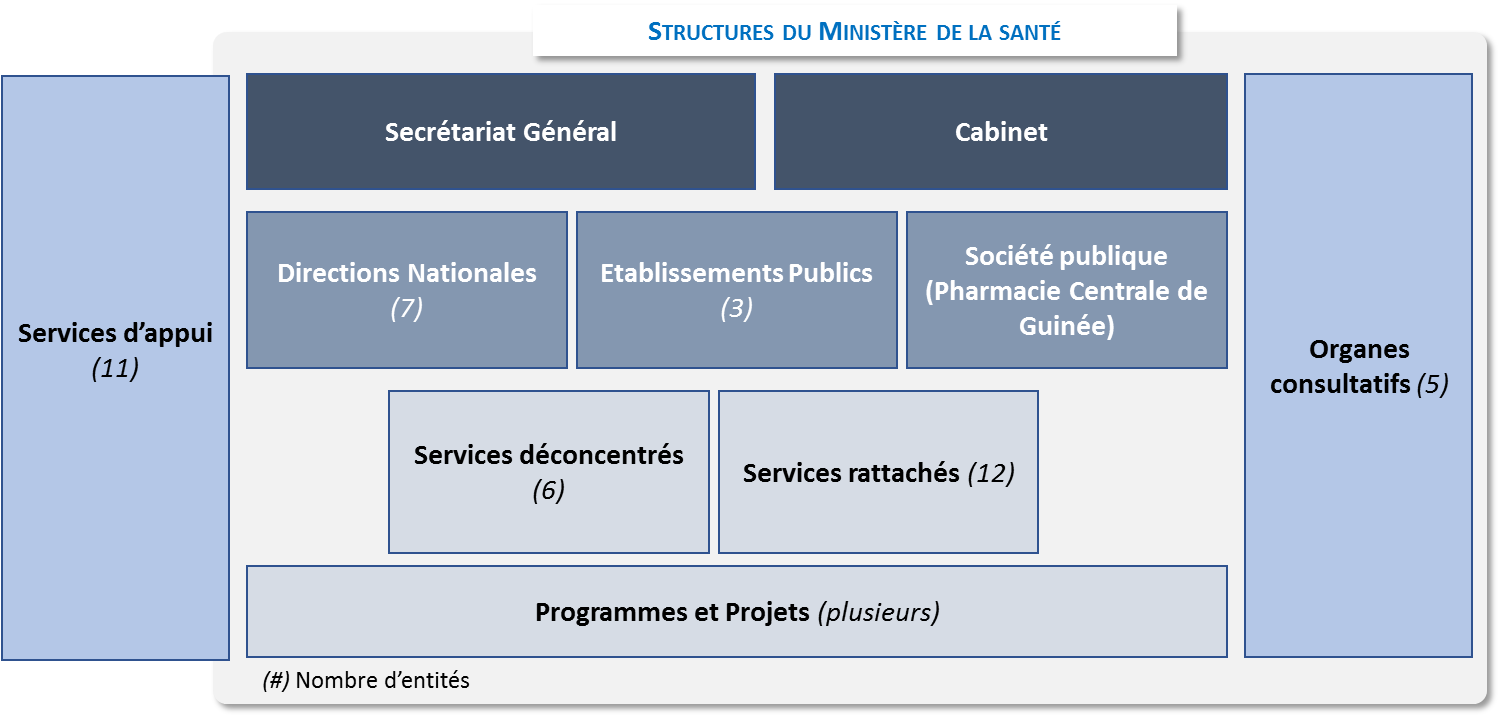 STRUCTURES DU MINISTÈRE DE LA SANTÉ
Secrétariat Général
Cabinet
Directions Nationales
(7)
Etablissements Publics
(3)
Société publique
(Pharmacie Centrale de
Guinée)
Services d’appui
(11)
Organes
consultatifs (5)
Services déconcentrés
(6)
Services rattachés (12)
Programmes et Projets (plusieurs)
(#) Nombre d’entités